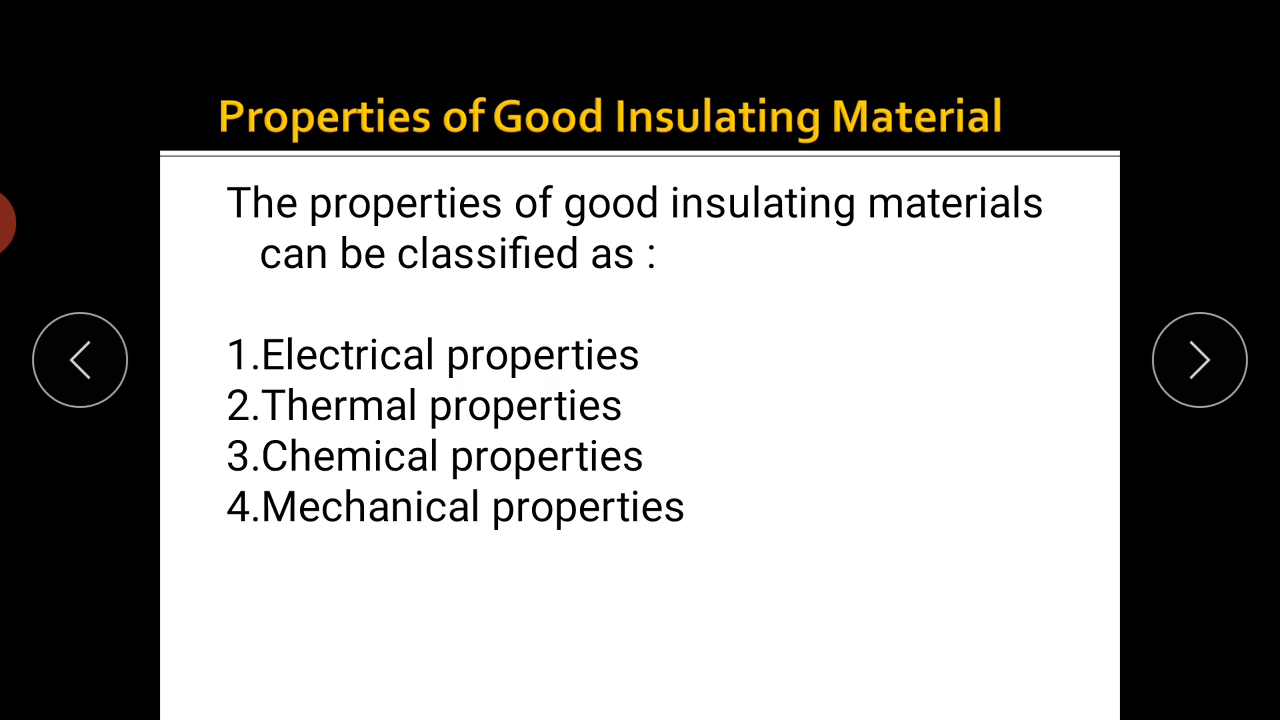 Properties of Good Insulating Material
The properties of good insulating materials
can be classified as :
1.Electrical properties
2.Thermal properties
3.Chemical properties
4.Mechanical properties